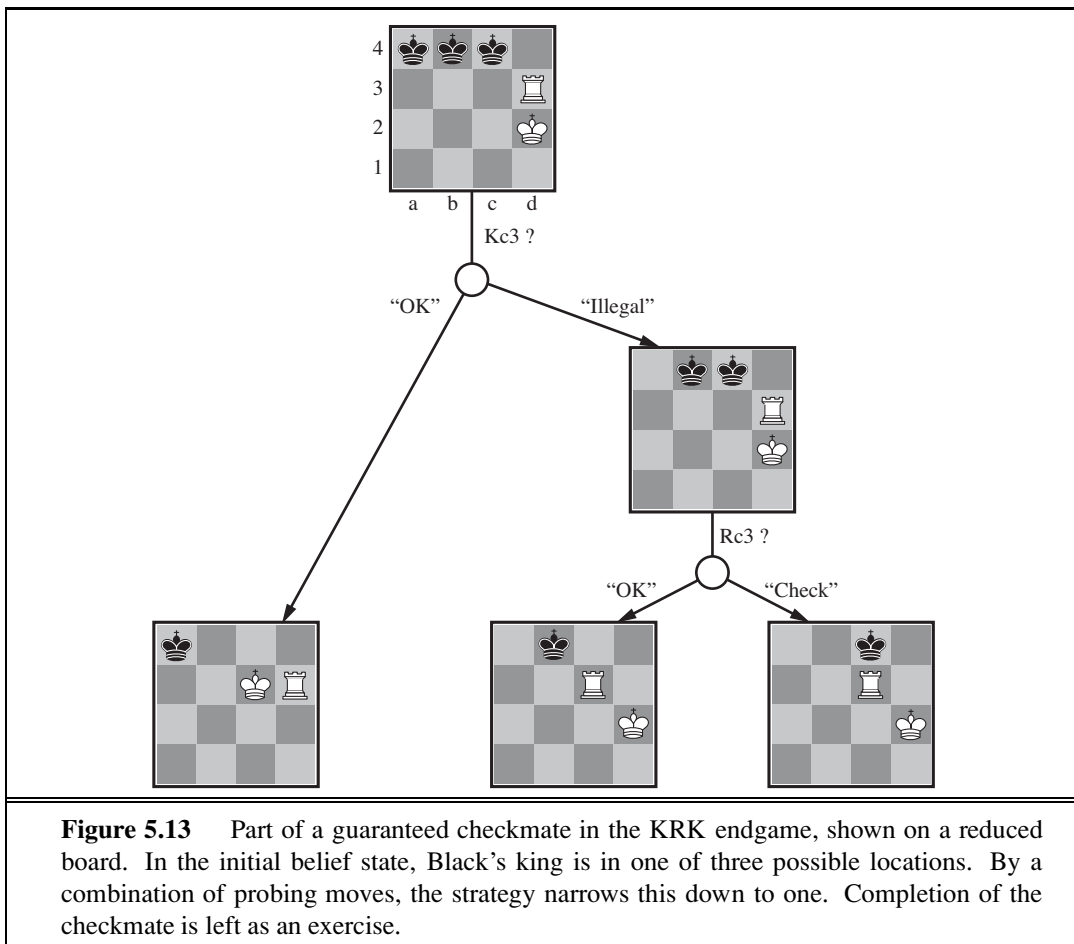 4
3
2
1
a b c d
Kc3 ?
“OK” “Illegal”
Rc3 ?
“OK” “Check”
Figure 5.13 Part of a guaranteed checkmate in the KRK endgame, shown on a reduced
board. In the initial belief state, Black’s king is in one of three possible locations. By a
combination of probing moves, the strategy narrows this down to one. Completion of the
checkmate is left as an exercise.